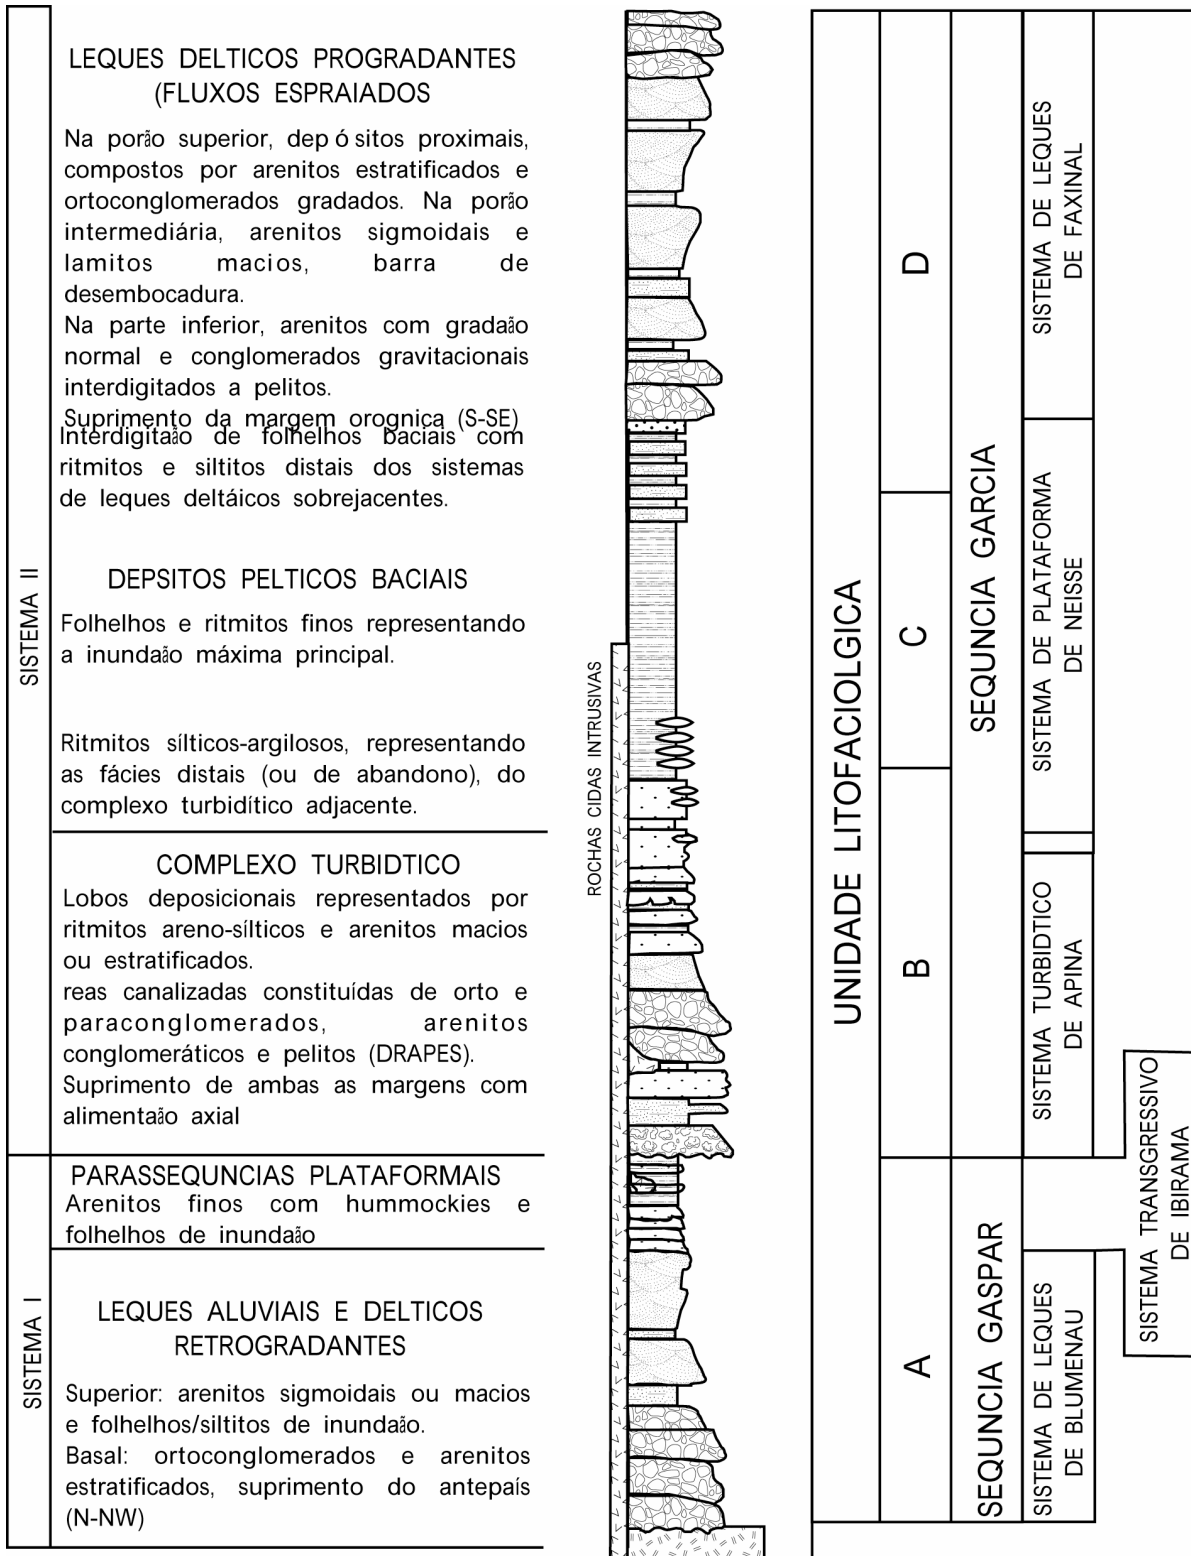 SISTEMA II
LEQUES DELTICOS PROGRADANTES
(FLUXOS ESPRAIADOS
Na porão superior, dep ó sitos proximais,
compostos por arenitos estratificados e
ortoconglomerados gradados. Na porão
intermediária, arenitos sigmoidais e
lamitos macios, barra de
desembocadura.
Na parte inferior, arenitos com gradaão
normal e conglomerados gravitacionais
interdigitados a pelitos.
Suprimento da margem orognica (S-SE)
Interdigitaão de folhelhos baciais com
ritmitos e siltitos distais dos sistemas
de leques deltáicos sobrejacentes.
DEPSITOS PELTICOS BACIAIS
Folhelhos e ritmitos finos representando
a inundaão máxima principal.
Ritmitos sílticos-argilosos, representando
as fácies distais (ou de abandono), do
complexo turbidítico adjacente.
COMPLEXO TURBIDTICO
Lobos deposicionais representados por
ritmitos areno-sílticos e arenitos macios
ou estratificados.
reas canalizadas constituídas de orto e
paraconglomerados, arenitos
conglomeráticos e pelitos (DRAPES).
Suprimento de ambas as margens com
alimentaão axial
SISTEMA I
PARASSEQUNCIAS PLATAFORMAIS
Arenitos finos com hummockies e
folhelhos de inundaão
LEQUES ALUVIAIS E DELTICOS
RETROGRADANTES
Superior: arenitos sigmoidais ou macios
e folhelhos/siltitos de inundaão.
Basal: ortoconglomerados e arenitos
estratificados, suprimento do antepaís
(N-NW)
ROCHAS CIDAS INTRUSIVAS
UNIDADE LITOFACIOLGICA
D
C
B
A
SEQUNCIA GARCIA
SEQUNCIA GASPAR
SISTEMA DE LEQUES
DE FAXINAL
SISTEMA DE PLATAFORMA
DE NEISSE
SISTEMA TURBIDTICO
DE APINA
SISTEMA DE LEQUES
DE BLUMENAU
SISTEMA TRANSGRESSIVO
DE IBIRAMA